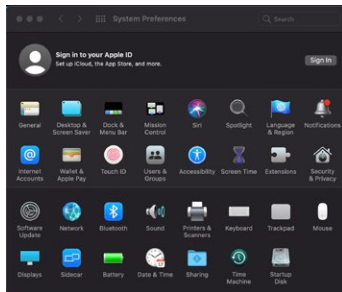 System Preferences
Search
Sign in to your Apple ID
Set up iCloud, the App Store, and more.
Sign In
General
Desktop &
Screen Saver
Dock &
Menu Bar
Mission
Control
Siri
Spotlight
Language
& Region
Notifications
Internet
Accounts
Wallet &
Apple Pay
Touch ID
Users &
Groups
Accessibility
Screen Time
Extensions
Security
& Privacy
Software
Update
Network
Bluetooth
Sound
Printers &
Scanners
Keyboard
Trackpad
Mouse
Displays
Sidecar
Battery
Date & Time
Sharing
Time
Machine
Startup
Disk